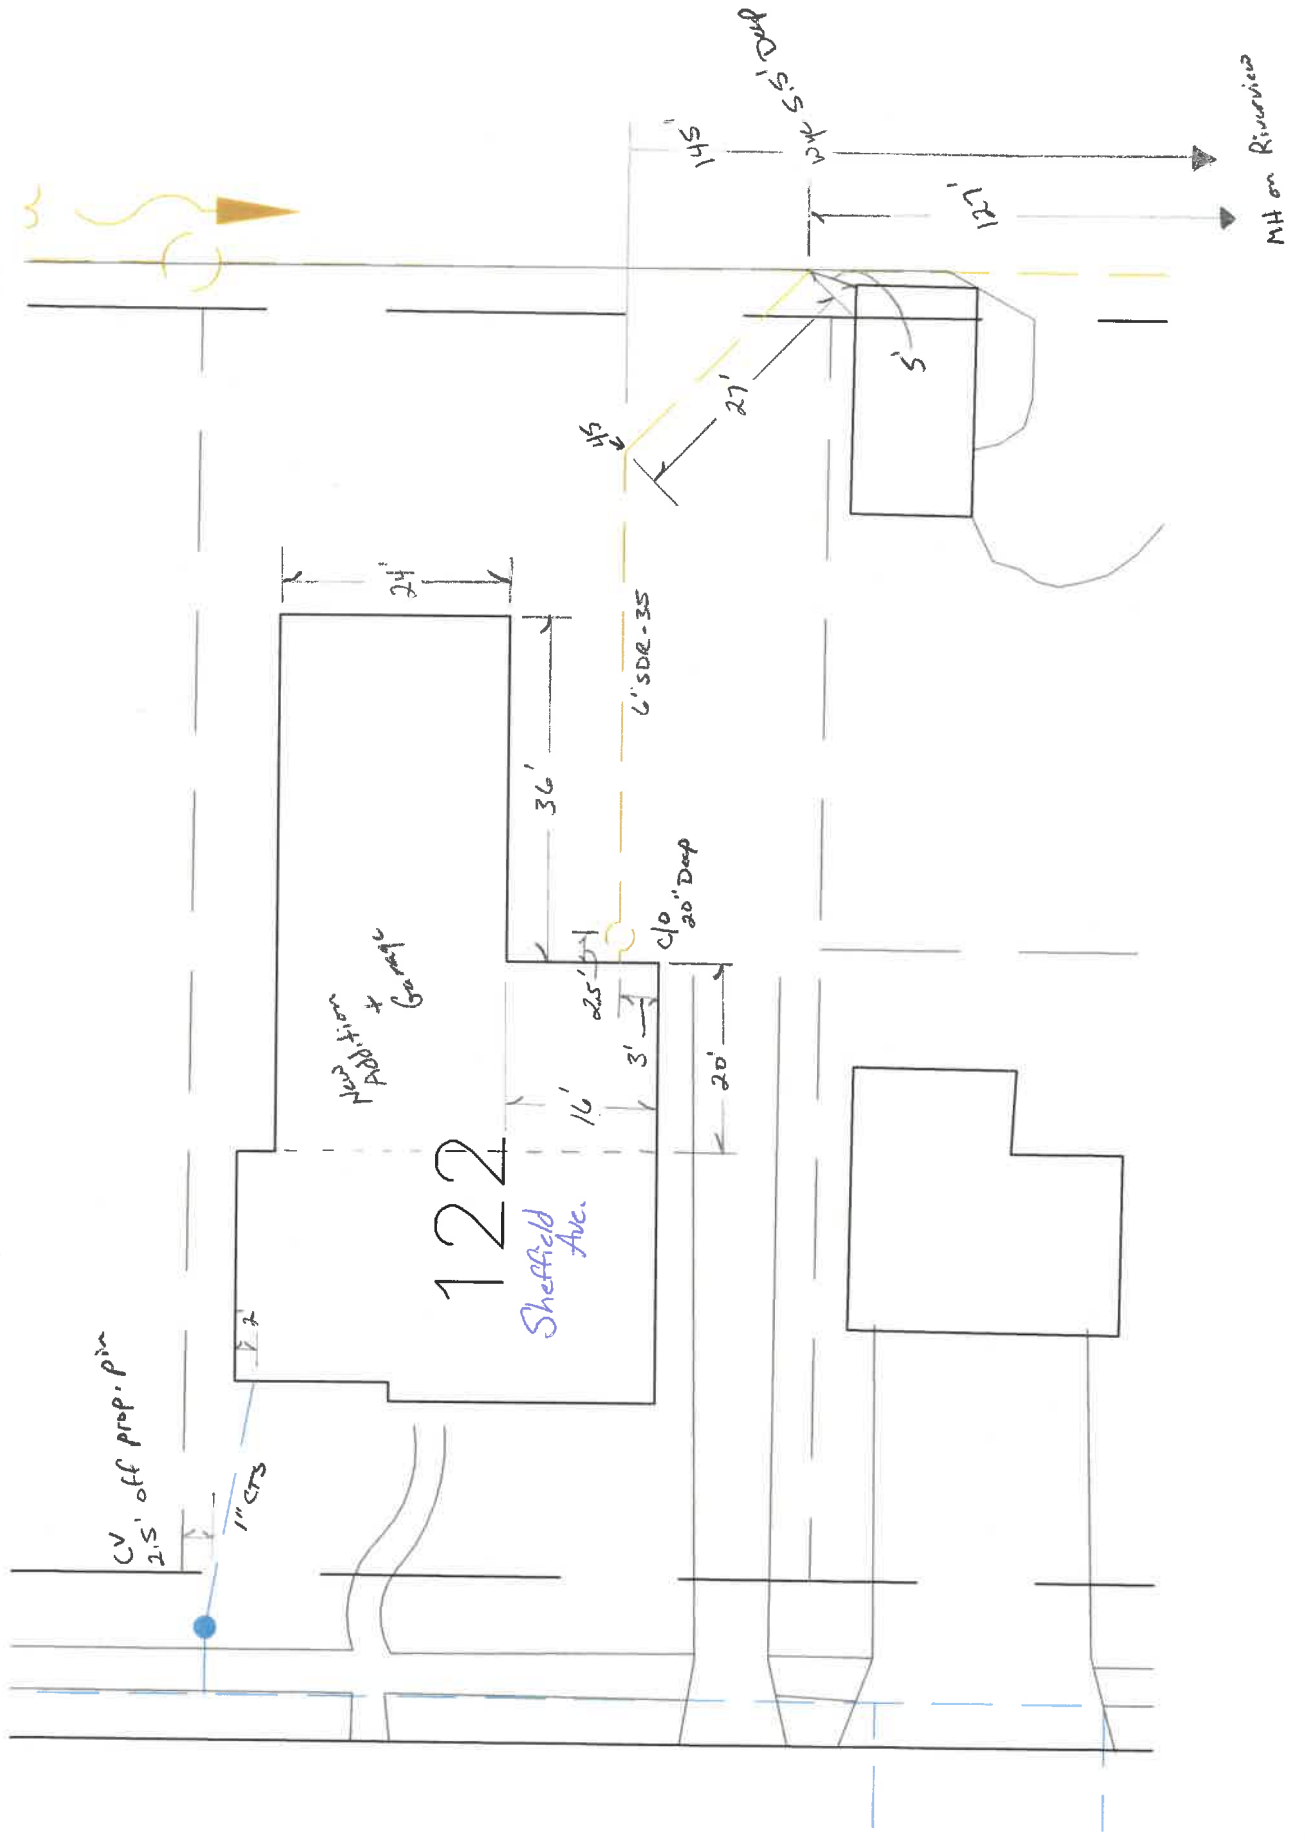 CV
2.5' off prop. pin
1" CTS
2'
122
Sheffield
Ave.
New
Addition
+
Garage
16'
3'
20'
2.5'
c/o
20" Deep
36'
24'
6" SDR-35
45
27'
5'
145'
WYE 5.5' Deep
127'
MH on Riverview